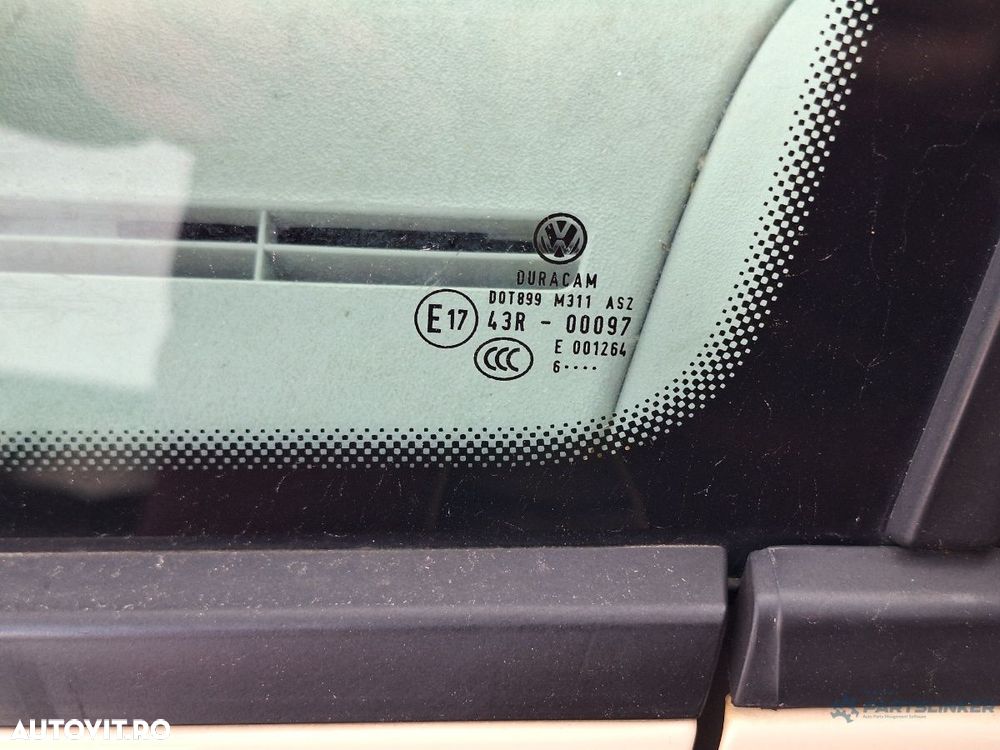 DURACAM
DOT899 M311 ASZ
E17 43R - 00097
CCC E 001264
6····
AUTOVIT.RO
PARTSLINKER